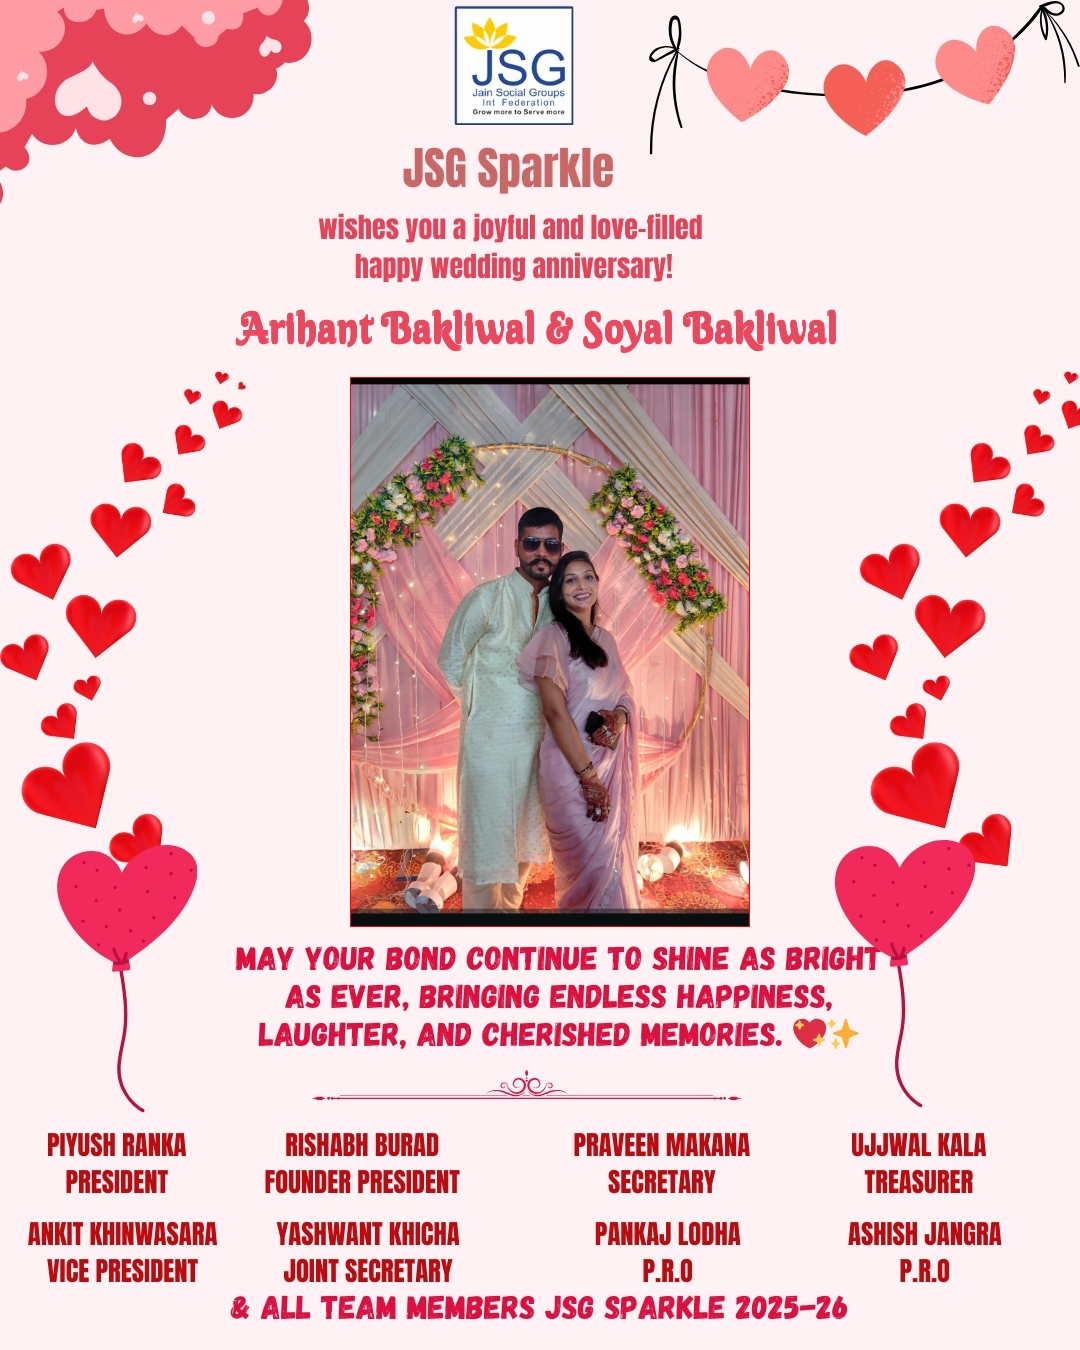 JSG
Jain Social Groups
Int Federation
Grow more to Serve more
JSG Sparkle
wishes you a joyful and love-filled
happy wedding anniversary!
Arihant Bakliwal & Soyal Bakliwal
MAY YOUR BOND CONTINUE TO SHINE AS BRIGHT
AS EVER, BRINGING ENDLESS HAPPINESS,
LAUGHTER, AND CHERISHED MEMORIES. 💖✨
PIYUSH RANKA
PRESIDENT
RISHABH BURAD
FOUNDER PRESIDENT
PRAVEEN MAKANA
SECRETARY
UJJWAL KALA
TREASURER
ANKIT KHINWASARA
VICE PRESIDENT
YASHWANT KHICHA
JOINT SECRETARY
PANKAJ LODHA
P.R.O
ASHISH JANGRA
P.R.O
& ALL TEAM MEMBERS JSG SPARKLE 2025-26